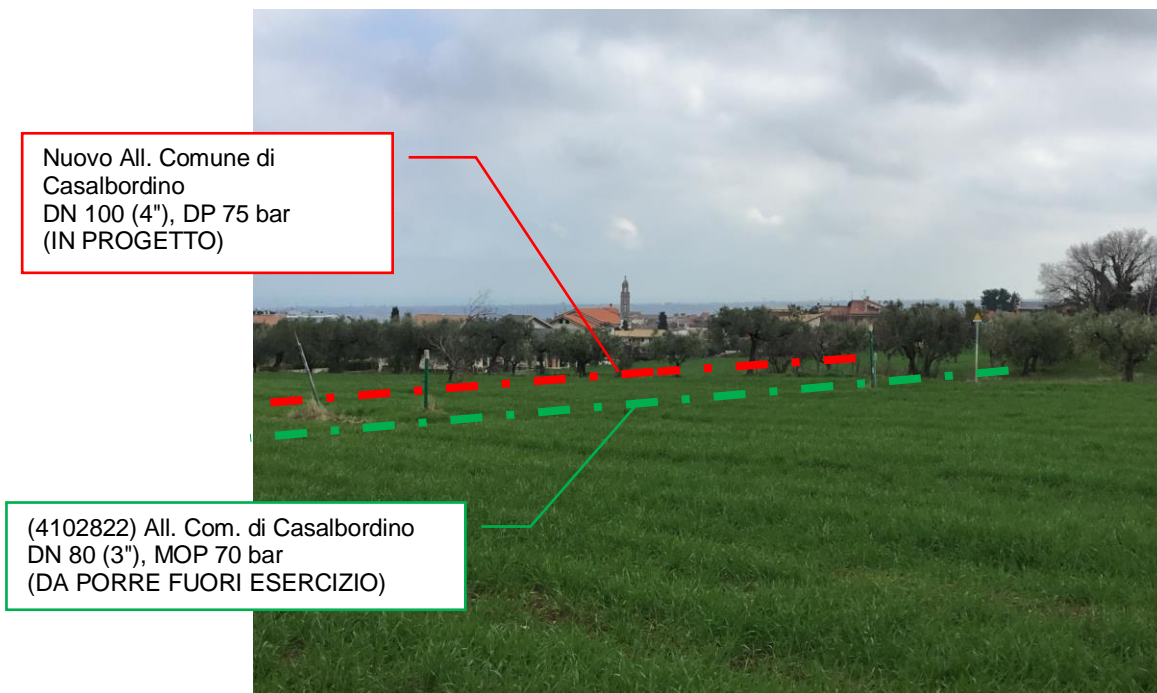 Nuovo All. Comune di
Casalbordino
DN 100 (4"), DP 75 bar
(IN PROGETTO)
(4102822) All. Com. di Casalbordino
DN 80 (3"), MOP 70 bar
(DA PORRE FUORI ESERCIZIO)